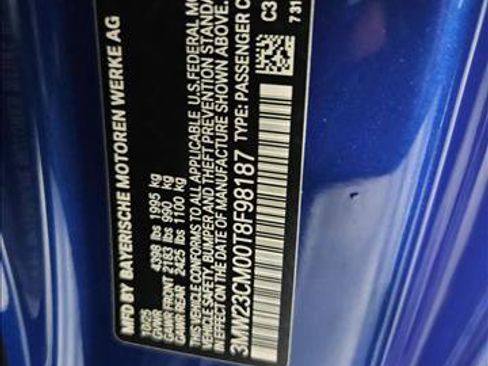 MFD BY BAYERISCHE MOTOREN WERKE AG
10/25
GVWR 4398 lbs 1995 kg
GAWR FRONT 2183 lbs 990 kg
GAWR REAR 2425 lbs 1100 kg
THIS VEHICLE CONFORMS TO ALL APPLICABLE U.S. FEDERAL MO
VEHICLE SAFETY, BUMPER AND THEFT PREVENTION STANDA
IN EFFECT ON THE DATE OF MANUFACTURE SHOWN ABOVE.
3MW23CM00T8F98187 TYPE: PASSENGER C
C3
731